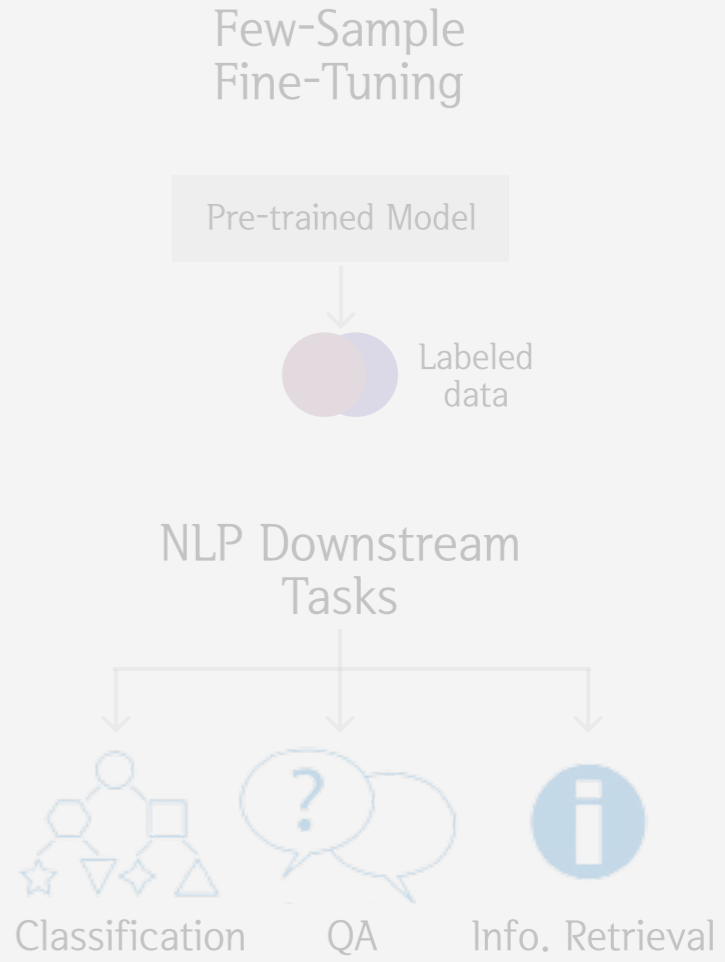 Few-Sample
Fine-Tuning
Pre-trained Model
Labeled
data
NLP Downstream
Tasks
?
i
Classification
QA
Info. Retrieval